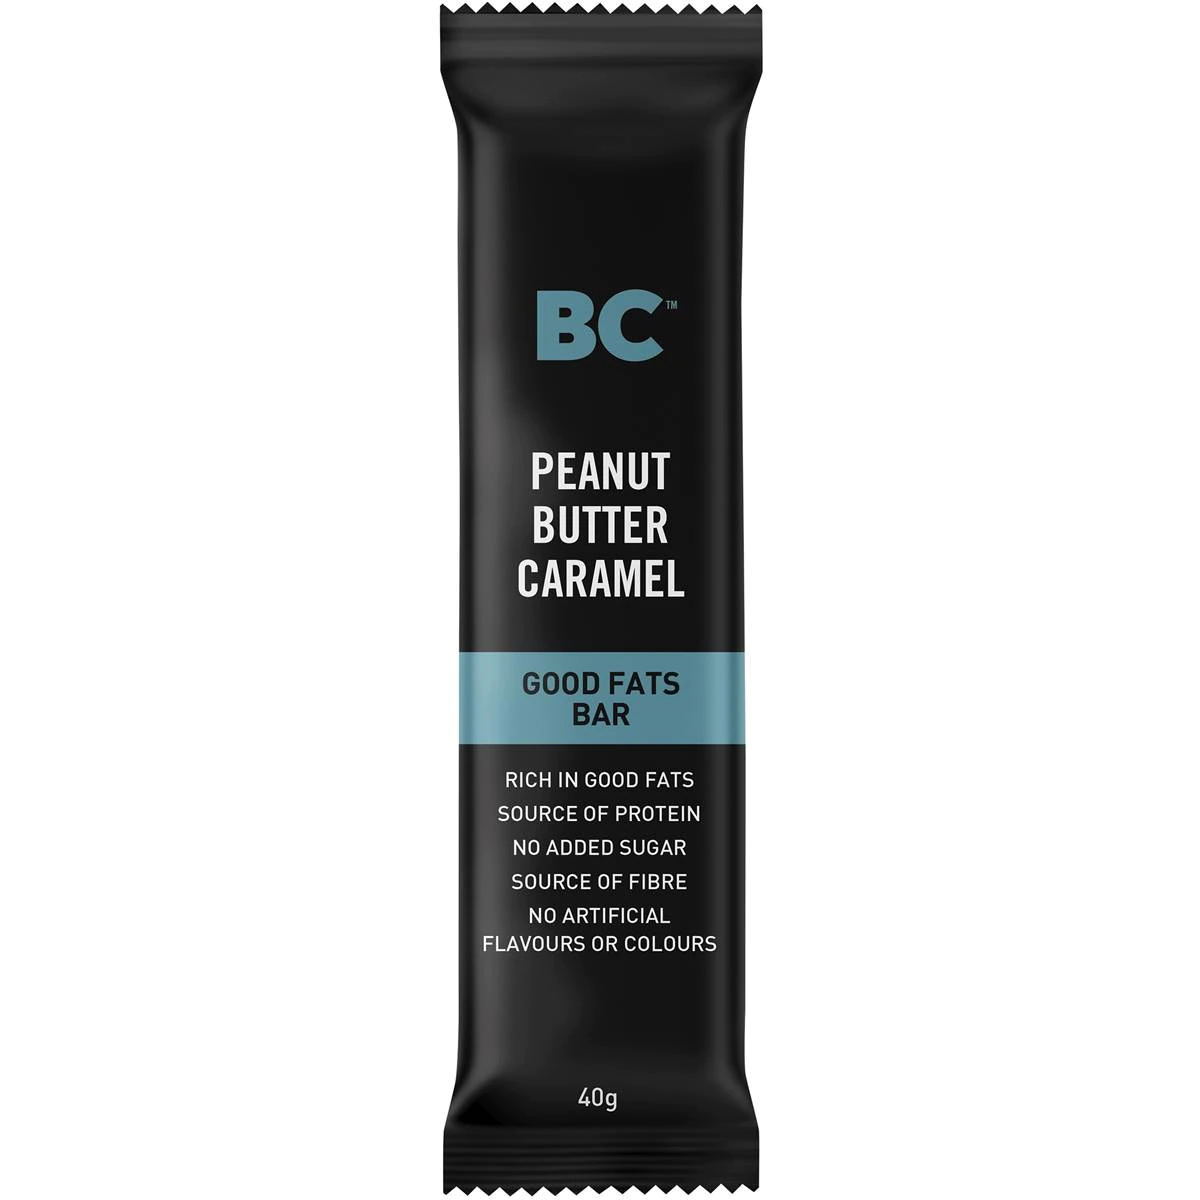 BC™
PEANUT
BUTTER
CARAMEL
GOOD FATS
BAR
RICH IN GOOD FATS
SOURCE OF PROTEIN
NO ADDED SUGAR
SOURCE OF FIBRE
NO ARTIFICIAL
FLAVOURS OR COLOURS
40g